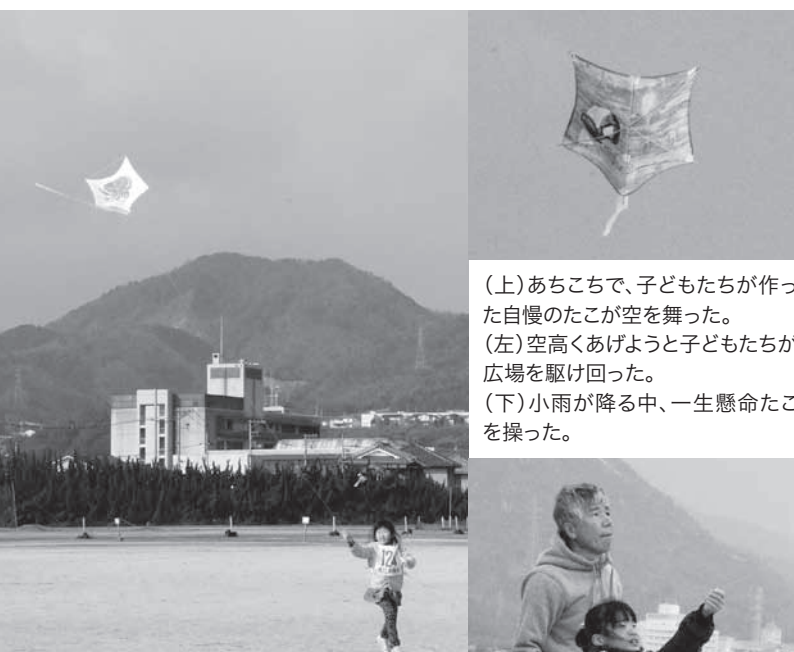 （上）あちこちで、子どもたちが作っ
た自慢のたこが空を舞った。
（左）空高くあげようと子どもたちが
広場を駆け回った。
（下）小雨が降る中、一生懸命たこ
を操った。
124